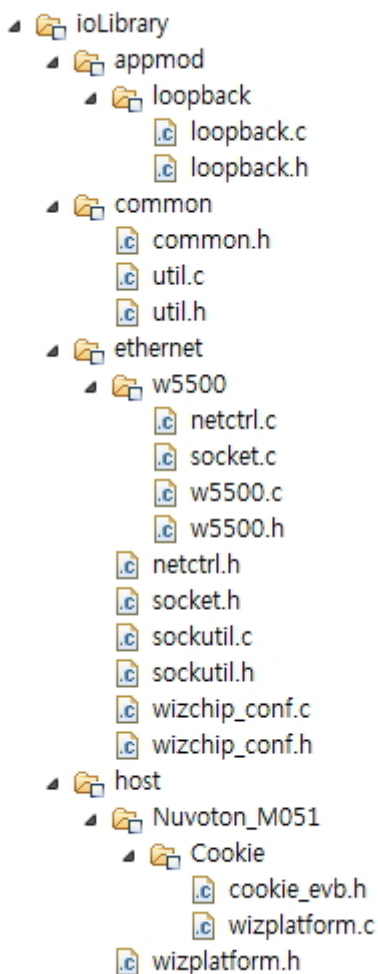 ioLibrary
appmod
loopback
loopback.c
loopback.h
common
common.h
util.c
util.h
ethernet
w5500
netctrl.c
socket.c
w5500.c
w5500.h
netctrl.h
socket.h
sockutil.c
sockutil.h
wizchip_conf.c
wizchip_conf.h
host
Nuvoton_M051
Cookie
cookie_evb.h
wizplatform.c
wizplatform.h